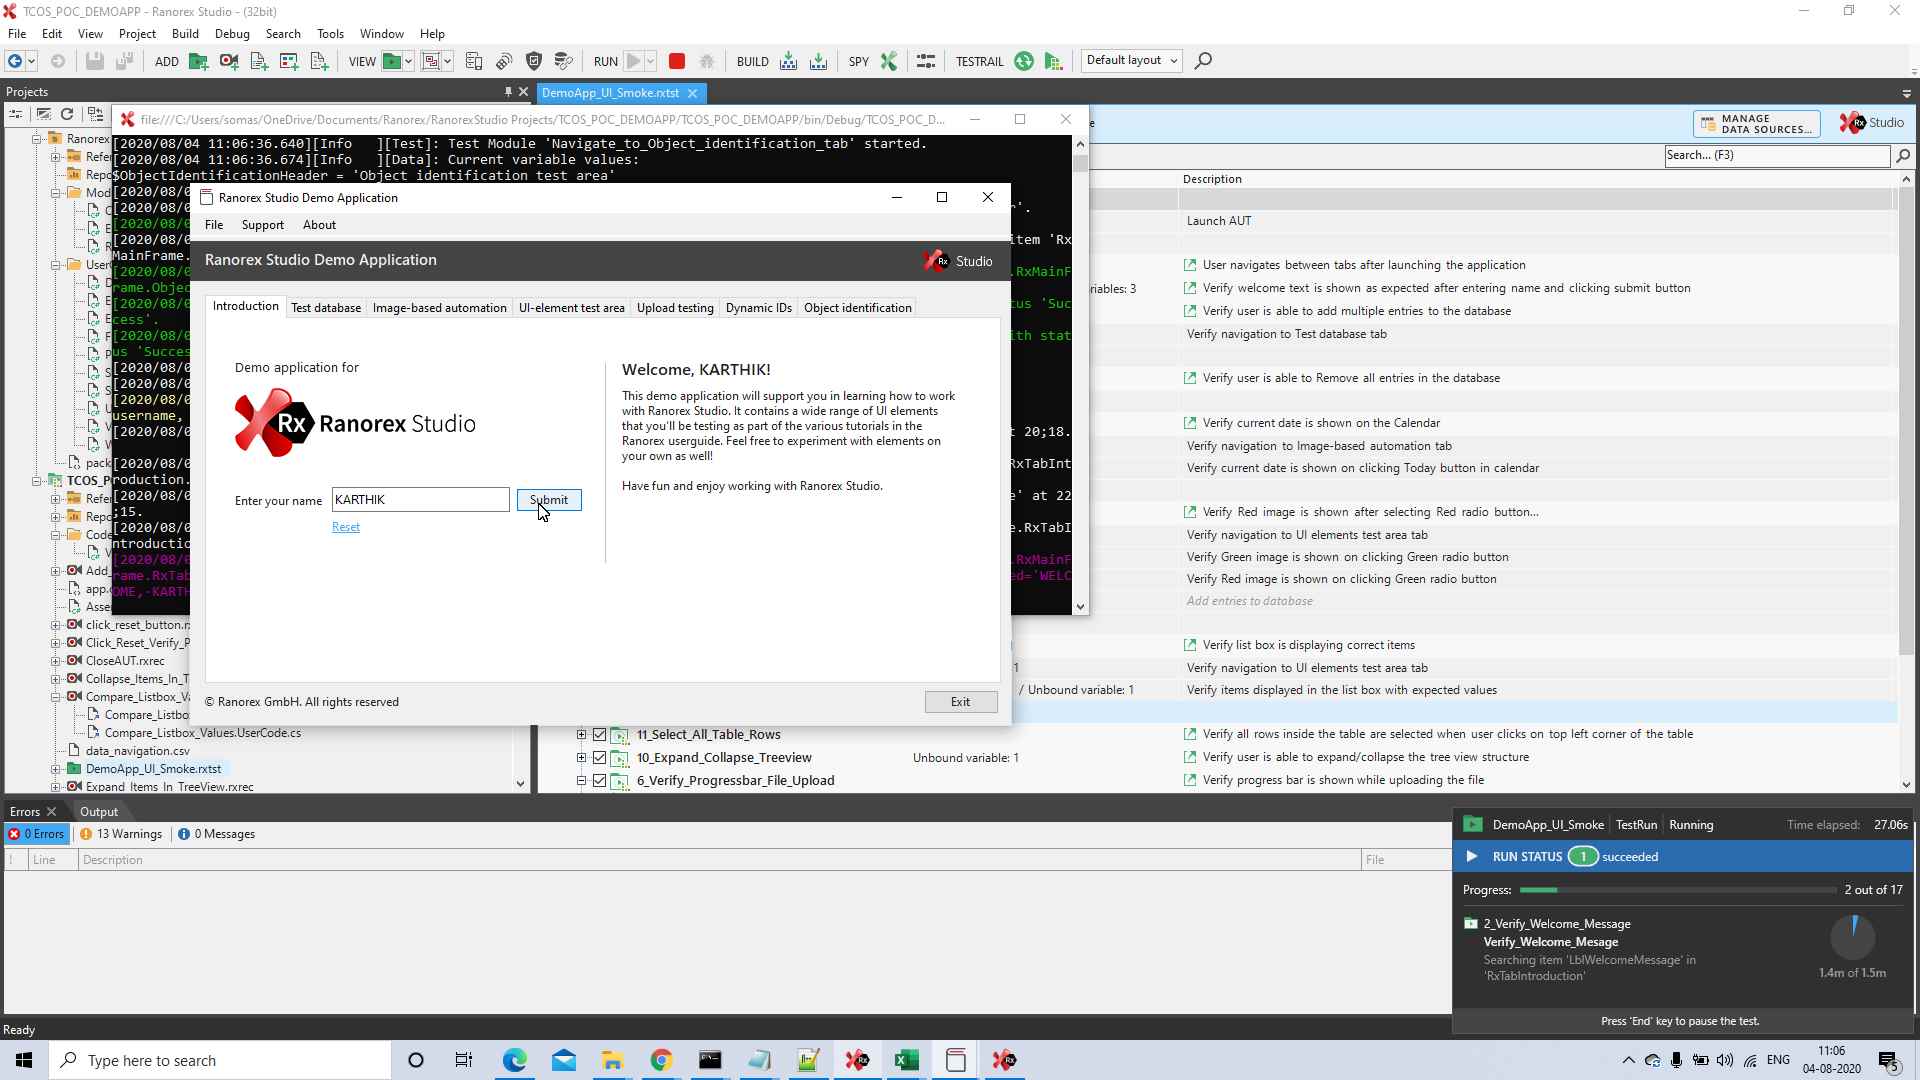 TCOS_POC_DEMOAPP - Ranorex Studio - (32bit)
File Edit View Project Build Debug Search Tools Window Help
ADD VIEW RUN BUILD SPY TESTRAIL Default layout
Projects
DemoApp_UI_Smoke.rxtst
file:///C:/Users/somas/OneDrive/Documents/Ranorex/RanorexStudio Projects/TCOS_POC_DEMOAPP/TCOS_POC_DEMOAPP/bin/Debug/TCOS_POC_D...
MANAGE
DATA SOURCES...
Rx Studio
Search... (F3)
[2020/08/04 11:06:36.640][Info ][Test]: Test Module 'Navigate_to_Object_identification_tab' started.
[2020/08/04 11:06:36.674][Info ][Data]: Current variable values:
$ObjectIdentificationHeader = 'Object identification test area'
Ranorex Studio Demo Application
File Support About
Ranorex Studio Demo Application
Rx Studio
Introduction Test database Image-based automation UI-element test area Upload testing Dynamic IDs Object identification
Demo application for
Rx Ranorex Studio
Enter your name KARTHIK Submit
Reset
Welcome, KARTHIK!
This demo application will support you in learning how to work
with Ranorex Studio. It contains a wide range of UI elements
that you'll be testing as part of the various tutorials in the
Ranorex userguide. Feel free to experiment with elements on
your own as well!
Have fun and enjoy working with Ranorex Studio.
© Ranorex GmbH. All rights reserved
Exit
Description
Launch AUT
User navigates between tabs after launching the application
riables: 3 Verify welcome text is shown as expected after entering name and clicking submit button
Verify user is able to add multiple entries to the database
Verify navigation to Test database tab
Verify user is able to Remove all entries in the database
Verify current date is shown on the Calendar
Verify navigation to Image-based automation tab
Verify current date is shown on clicking Today button in calendar
Verify Red image is shown after selecting Red radio button...
Verify navigation to UI elements test area tab
Verify Green image is shown on clicking Green radio button
Verify Red image is shown on clicking Green radio button
Add entries to database
Verify list box is displaying correct items
1 Verify navigation to UI elements test area tab
/ Unbound variable: 1 Verify items displayed in the list box with expected values
11_Select_All_Table_Rows Verify all rows inside the table are selected when user clicks on top left corner of the table
10_Expand_Collapse_Treeview Unbound variable: 1 Verify user is able to expand/collapse the tree view structure
6_Verify_Progressbar_File_Upload Verify progress bar is shown while uploading the file
Ranorex
Refer
Repo
Mod
User
pack
TCOS_P
Refer
Repo
Code
Add_
app.c
Asse
click_reset_button.r
Click_Reset_Verify_P
CloseAUT.rxrec
Collapse_Items_In_T
Compare_Listbox_Va
Compare_Listbo
Compare_Listbox_Values.UserCode.cs
data_navigation.csv
DemoApp_UI_Smoke.rxtst
Expand_Items_In_TreeView.rxrec
Errors Output
0 Errors 13 Warnings 0 Messages
! Line Description File
DemoApp_UI_Smoke TestRun Running Time elapsed: 27.06s
RUN STATUS 1 succeeded
Progress: 2 out of 17
2_Verify_Welcome_Message
Verify_Welcome_Mesage
Searching item 'LblWelcomeMessage' in
'RxTabIntroduction'
1.4m of 1.5m
Press 'End' key to pause the test.
Ready
Type here to search
ENG
11:06
04-08-2020
5